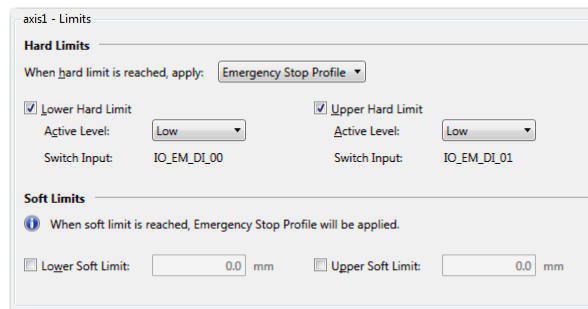 axis1 - Limits
Hard Limits
When hard limit is reached, apply: Emergency Stop Profile
Lower Hard Limit Upper Hard Limit
Active Level: Low Active Level: Low
Switch Input: IO_EM_DI_00 Switch Input: IO_EM_DI_01
Soft Limits
When soft limit is reached, Emergency Stop Profile will be applied.
Lower Soft Limit: 0.0 mm Upper Soft Limit: 0.0 mm